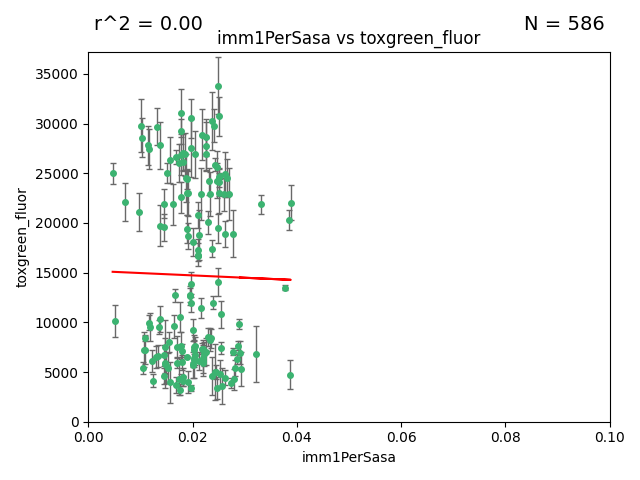 r^2 = 0.00
N = 586
imm1PerSasa vs toxgreen_fluor
35000
30000
25000
20000
15000
10000
5000
0
toxgreen_fluor
0.00
0.02
0.04
0.06
0.08
0.10
imm1PerSasa